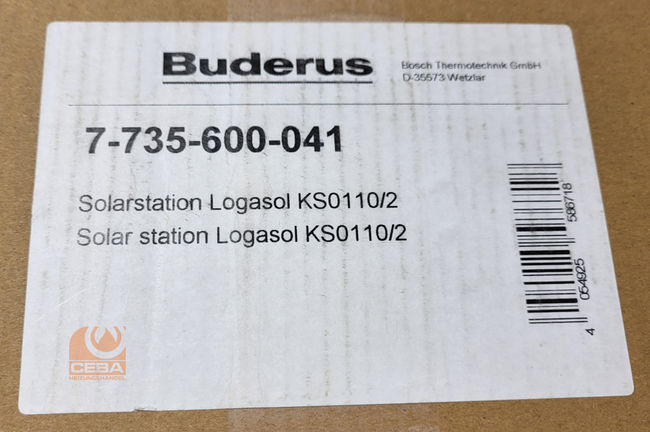 Buderus
Bosch Thermotechnik GmbH
D-35573 Wetzlar
7-735-600-041
Solarstation Logasol KS0110/2
Solar station Logasol KS0110/2
4 054925 586718
CEBA
HEIZUNGSHANDEL